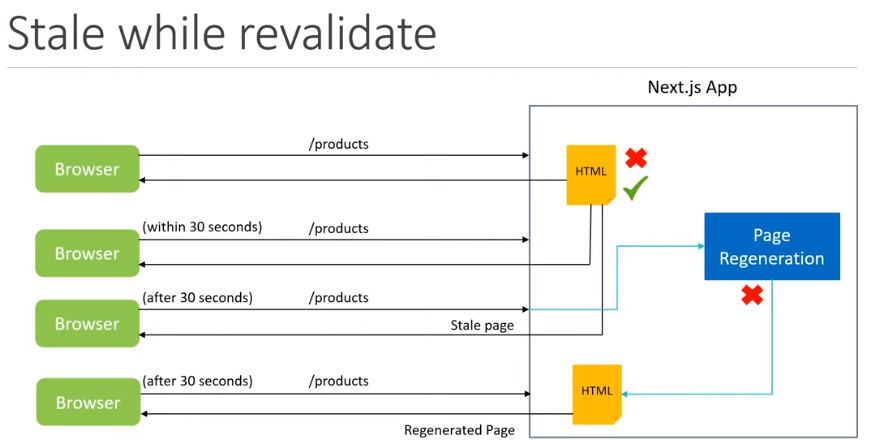 Stale while revalidate
Next.js App
Browser
/products
HTML
Browser
(within 30 seconds)
/products
Page
Regeneration
Browser
(after 30 seconds)
/products
Stale page
Browser
(after 30 seconds)
/products
HTML
Regenerated Page